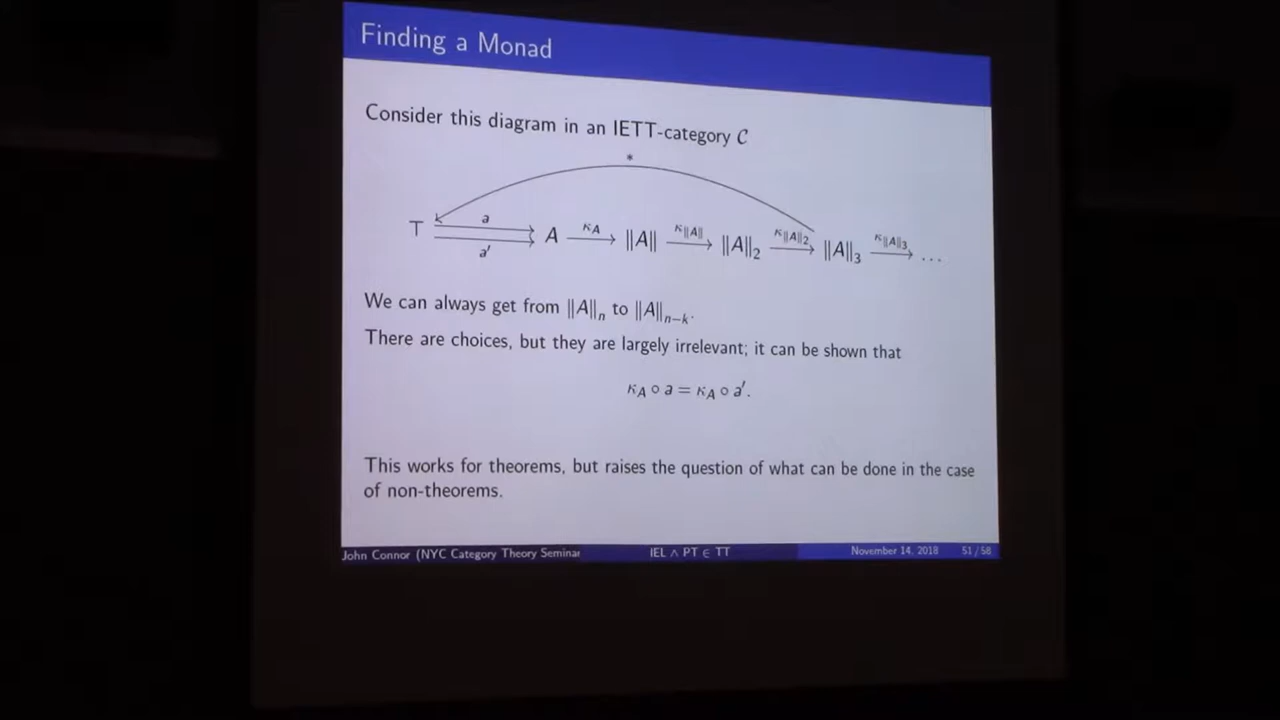 Finding a Monad
Consider this diagram in an IETT-category 𝒞
*
⊤ a a′ A κ_A ‖A‖ κ_‖A‖ ‖A‖₂ κ_‖A‖₂ ‖A‖₃ κ_‖A‖₃ ...
We can always get from ‖A‖_n to ‖A‖_{n−k}.
There are choices, but they are largely irrelevant; it can be shown that
κ_A ∘ a = κ_A ∘ a′.
This works for theorems, but raises the question of what can be done in the case
of non-theorems.
John Connor (NYC Category Theory Seminar IEL ∧ PT ∈ TT November 14, 2018 51 / 58